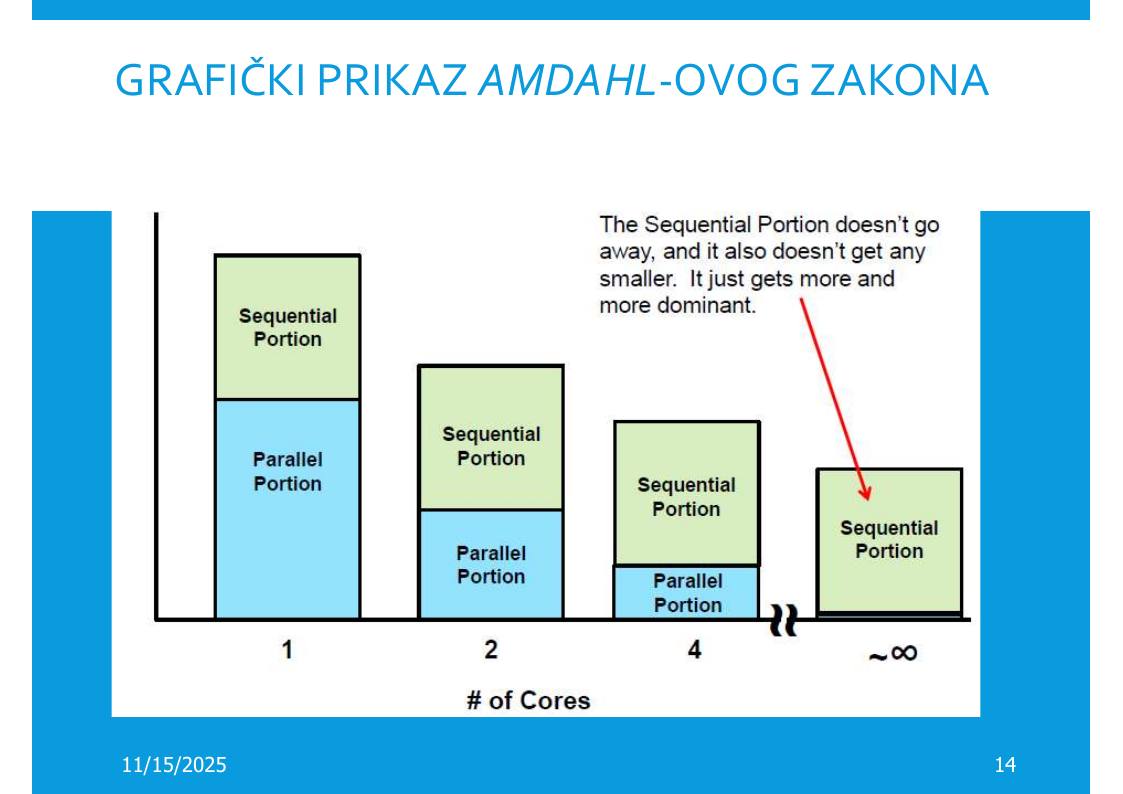 GRAFIČKI PRIKAZ AMDAHL-OVOG ZAKONA
The Sequential Portion doesn't go
away, and it also doesn't get any
smaller. It just gets more and
more dominant.
Sequential
Portion
Parallel
Portion
Sequential
Portion
Parallel
Portion
Sequential
Portion
Parallel
Portion
Sequential
Portion
1
2
4
~∞
# of Cores
11/15/2025
14